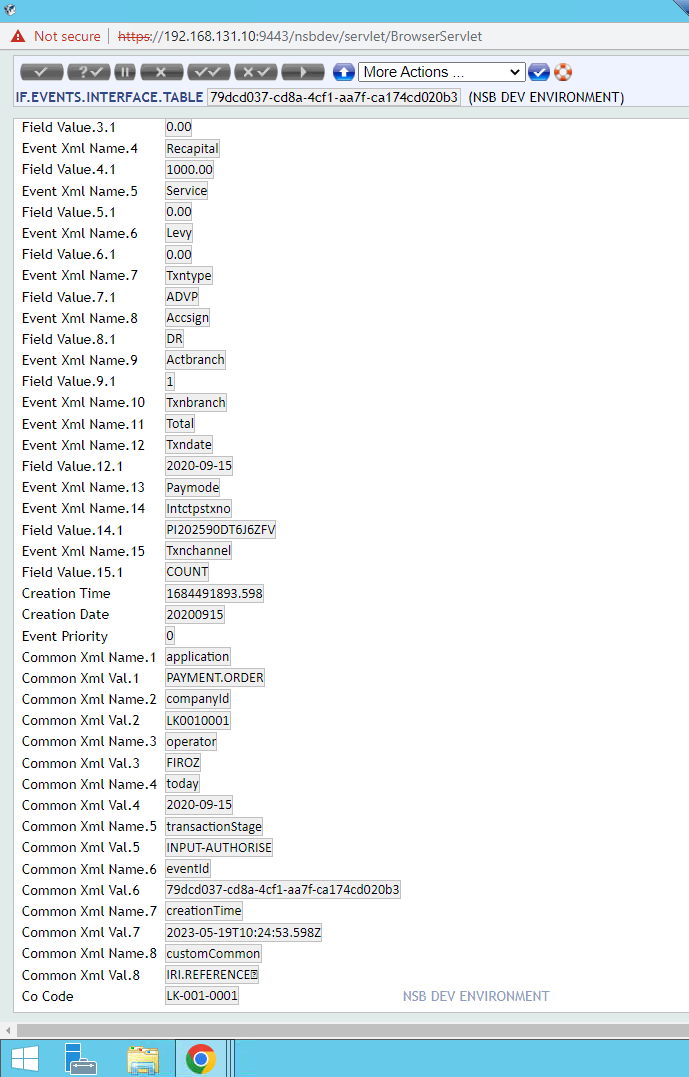 Not secure | https://192.168.131.10:9443/nsbdev/servlet/BrowserServlet
More Actions ...
IF.EVENTS.INTERFACE.TABLE 79dcd037-cd8a-4cf1-aa7f-ca174cd020b3 (NSB DEV ENVIRONMENT)
Field Value.3.1 0.00
Event Xml Name.4 Recapital
Field Value.4.1 1000.00
Event Xml Name.5 Service
Field Value.5.1 0.00
Event Xml Name.6 Levy
Field Value.6.1 0.00
Event Xml Name.7 Txntype
Field Value.7.1 ADVP
Event Xml Name.8 Accsign
Field Value.8.1 DR
Event Xml Name.9 Actbranch
Field Value.9.1 1
Event Xml Name.10 Txnbranch
Event Xml Name.11 Total
Event Xml Name.12 Txndate
Field Value.12.1 2020-09-15
Event Xml Name.13 Paymode
Event Xml Name.14 Intctpstxno
Field Value.14.1 PI202590DT6J6ZFV
Event Xml Name.15 Txnchannel
Field Value.15.1 COUNT
Creation Time 1684491893.598
Creation Date 20200915
Event Priority 0
Common Xml Name.1 application
Common Xml Val.1 PAYMENT.ORDER
Common Xml Name.2 companyId
Common Xml Val.2 LK0010001
Common Xml Name.3 operator
Common Xml Val.3 FIROZ
Common Xml Name.4 today
Common Xml Val.4 2020-09-15
Common Xml Name.5 transactionStage
Common Xml Val.5 INPUT-AUTHORISE
Common Xml Name.6 eventId
Common Xml Val.6 79dcd037-cd8a-4cf1-aa7f-ca174cd020b3
Common Xml Name.7 creationTime
Common Xml Val.7 2023-05-19T10:24:53.598Z
Common Xml Name.8 customCommon
Common Xml Val.8 IRI.REFERENCE
Co Code LK-001-0001 NSB DEV ENVIRONMENT